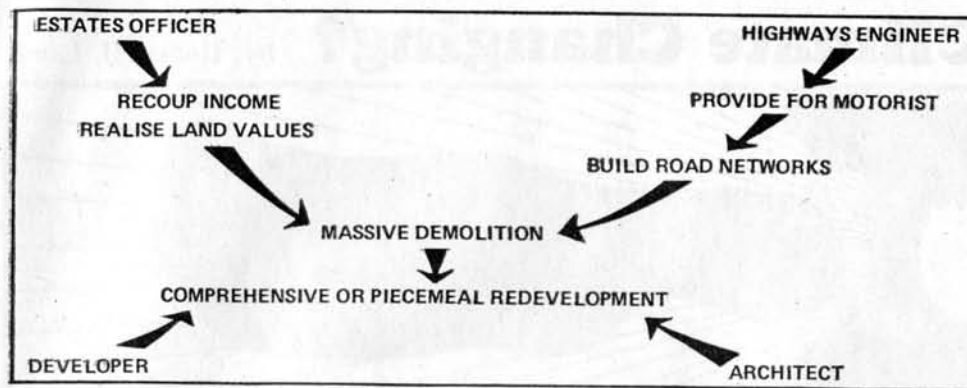 ESTATES OFFICER
HIGHWAYS ENGINEER
RECOUP INCOME
REALISE LAND VALUES
PROVIDE FOR MOTORIST
BUILD ROAD NETWORKS
MASSIVE DEMOLITION
COMPREHENSIVE OR PIECEMEAL REDEVELOPMENT
DEVELOPER
ARCHITECT